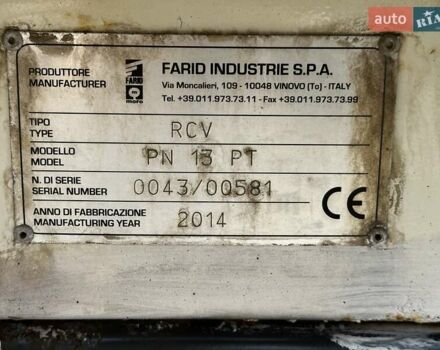 auto RIA
PRODUTTORE
MANUFACTURER
FARID
moro
FARID INDUSTRIE S.P.A.
Via Moncalieri, 109 - 10048 VINOVO (To) - ITALY
Tel. +39.011.973.73.11 - Fax +39.011.973.73.99
TIPO
TYPE RCV
MODELLO
MODEL PN 13 PT
N. DI SERIE
SERIAL NUMBER 0043/00581
ANNO DI FABBRICAZIONE
MANUFACTURING YEAR 2014
CE